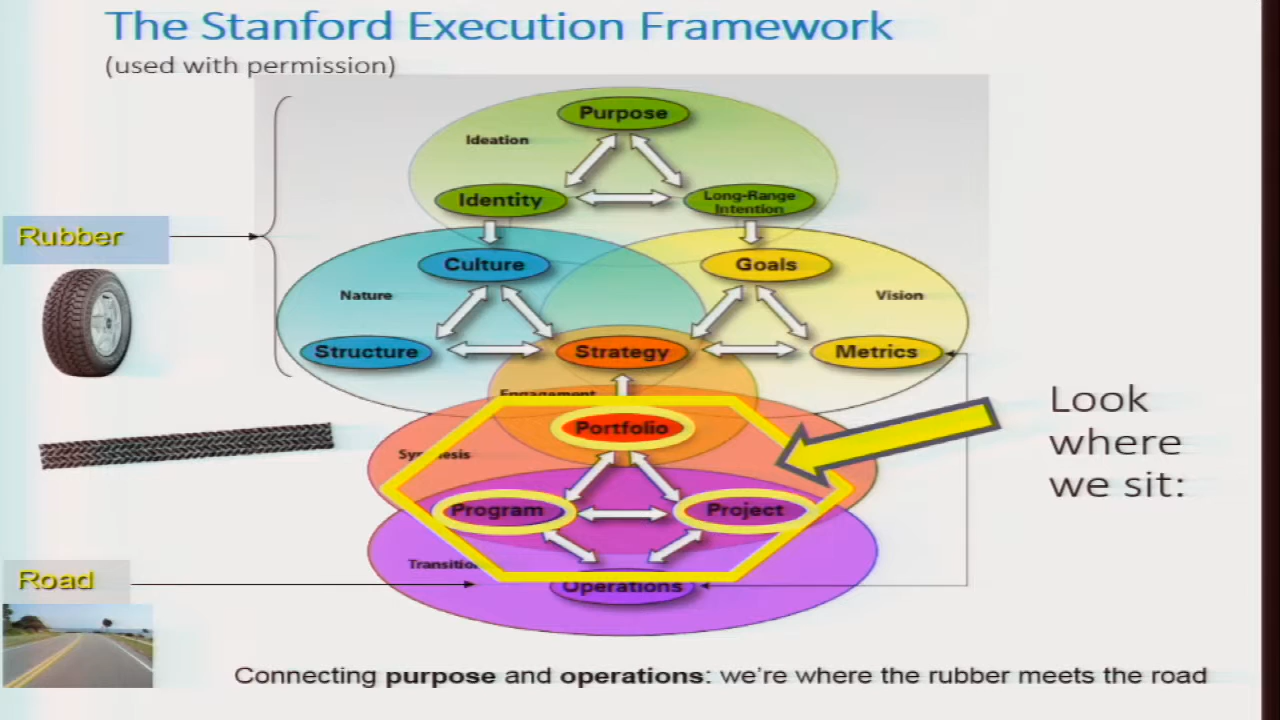 The Stanford Execution Framework
(used with permission)
Purpose
Ideation
Identity
Long-Range
Intention
Rubber
Culture
Goals
Nature
Vision
Structure
Strategy
Metrics
Engagement
Portfolio
Look
where
we sit:
Synthesis
Program
Project
Transition
Road
Operations
Connecting purpose and operations: we're where the rubber meets the road